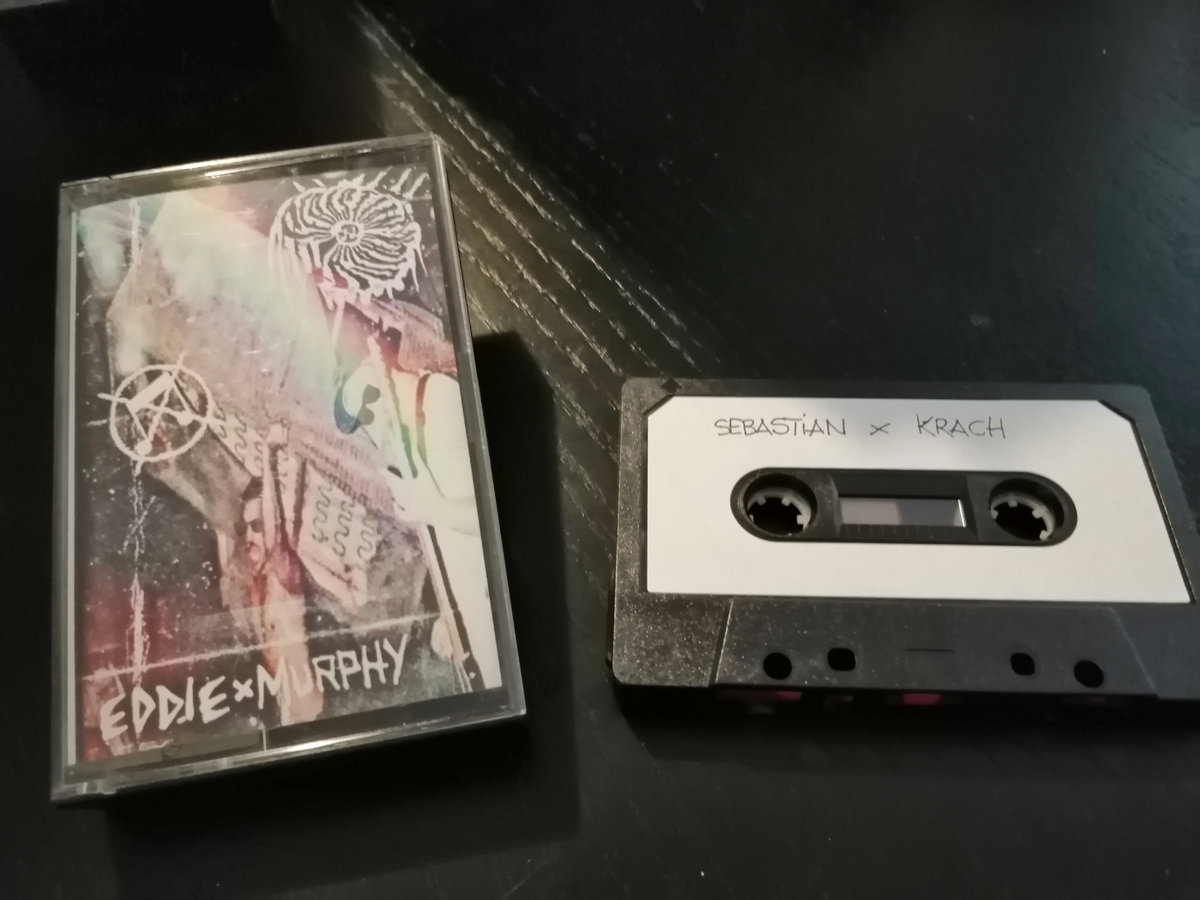 EDDIE x MURPHY
SEBASTiAN x KRACH